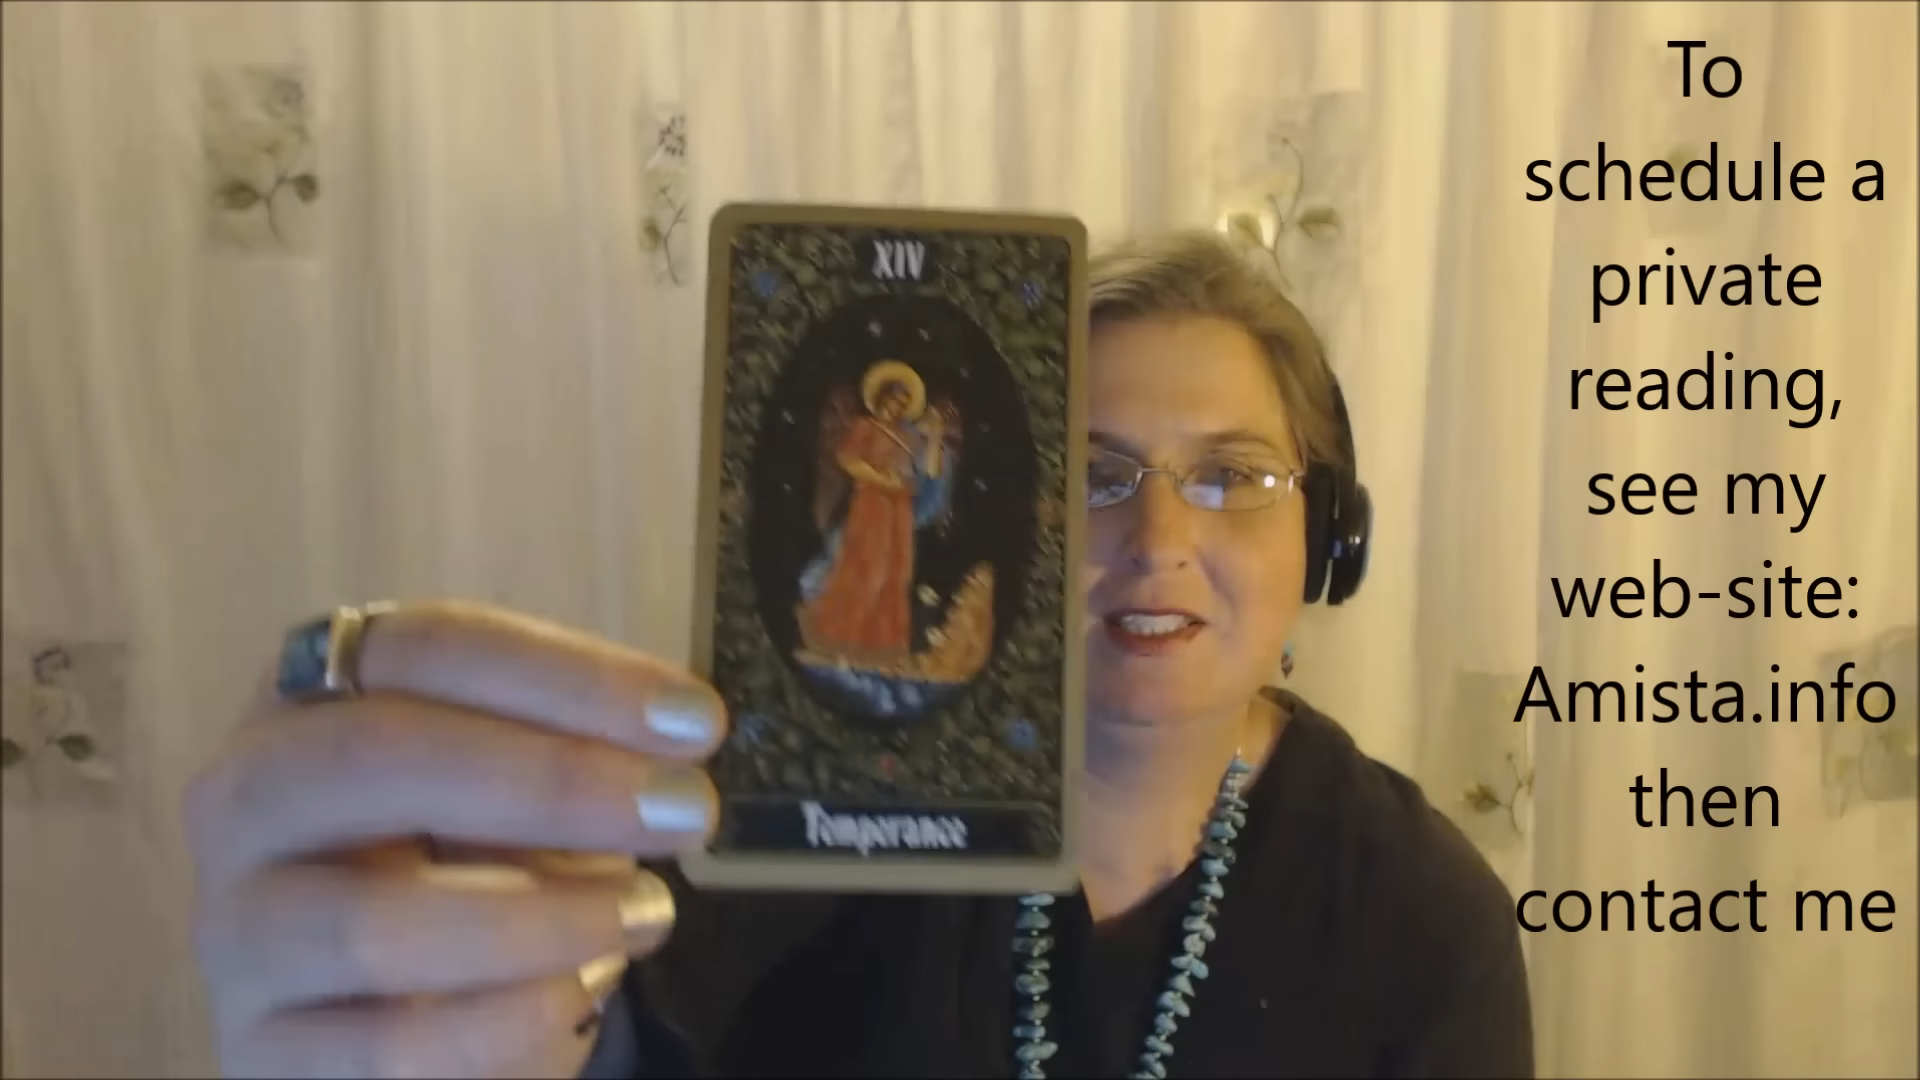 XIV
Temperance
To
schedule a
private
reading,
see my
web-site:
Amista.info
then
contact me